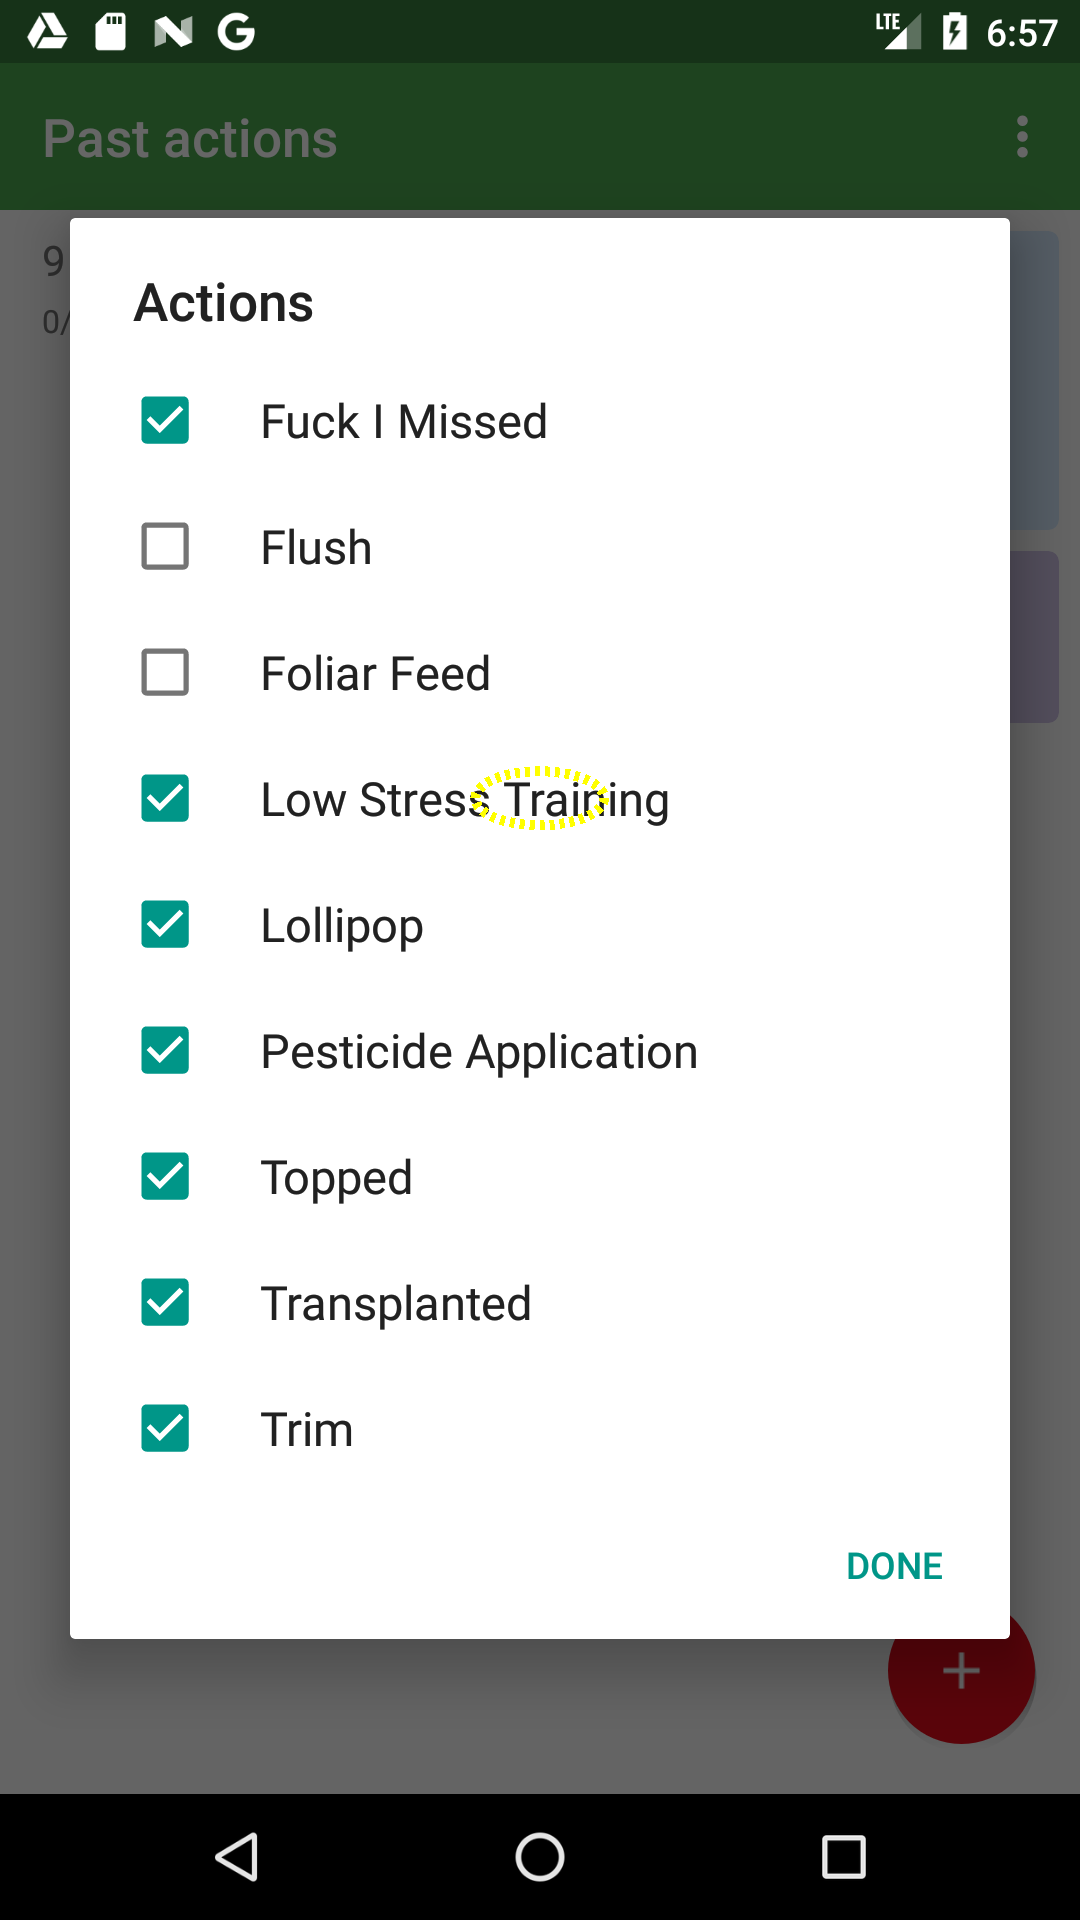 LTE 6:57
Past actions
9
0/
Actions
Fuck I Missed
Flush
Foliar Feed
Low Stress Training
Lollipop
Pesticide Application
Topped
Transplanted
Trim
DONE